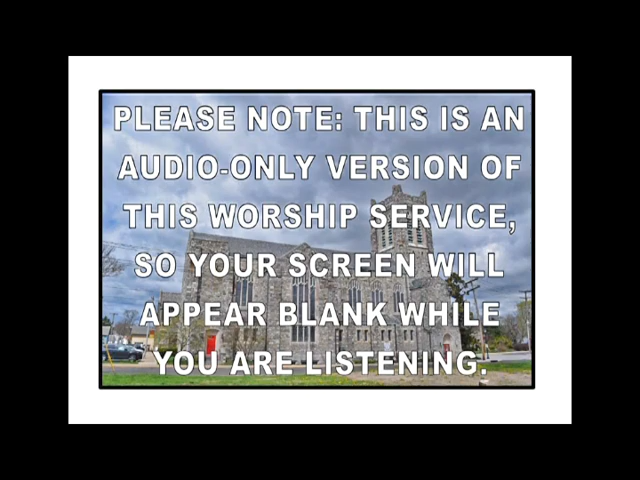 PLEASE NOTE: THIS IS AN
AUDIO-ONLY VERSION OF
THIS WORSHIP SERVICE,
SO YOUR SCREEN WILL
APPEAR BLANK WHILE
YOU ARE LISTENING.